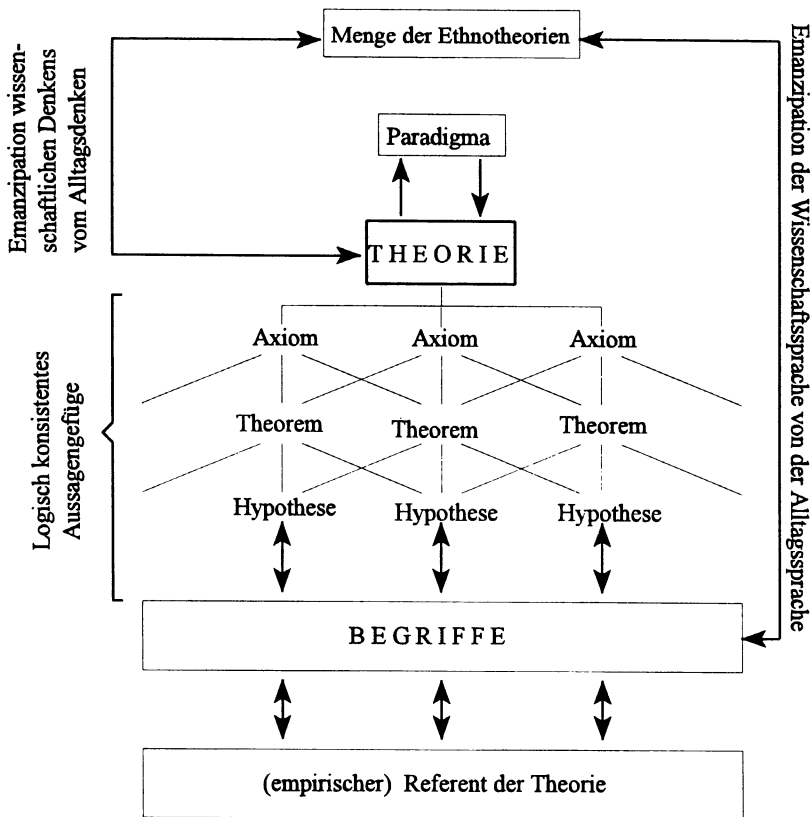 Menge der Ethnotheorien
Emanzipation wissen-
schaftlichen Denkens
vom Alltagsdenken
Emanzipation der Wissenschaftssprache von der Alltagssprache
Paradigma
THEORIE
Logisch konsistentes
Aussagengefüge
Axiom Axiom Axiom
Theorem Theorem Theorem
Hypothese Hypothese Hypothese
BEGRIFFE
(empirischer) Referent der Theorie